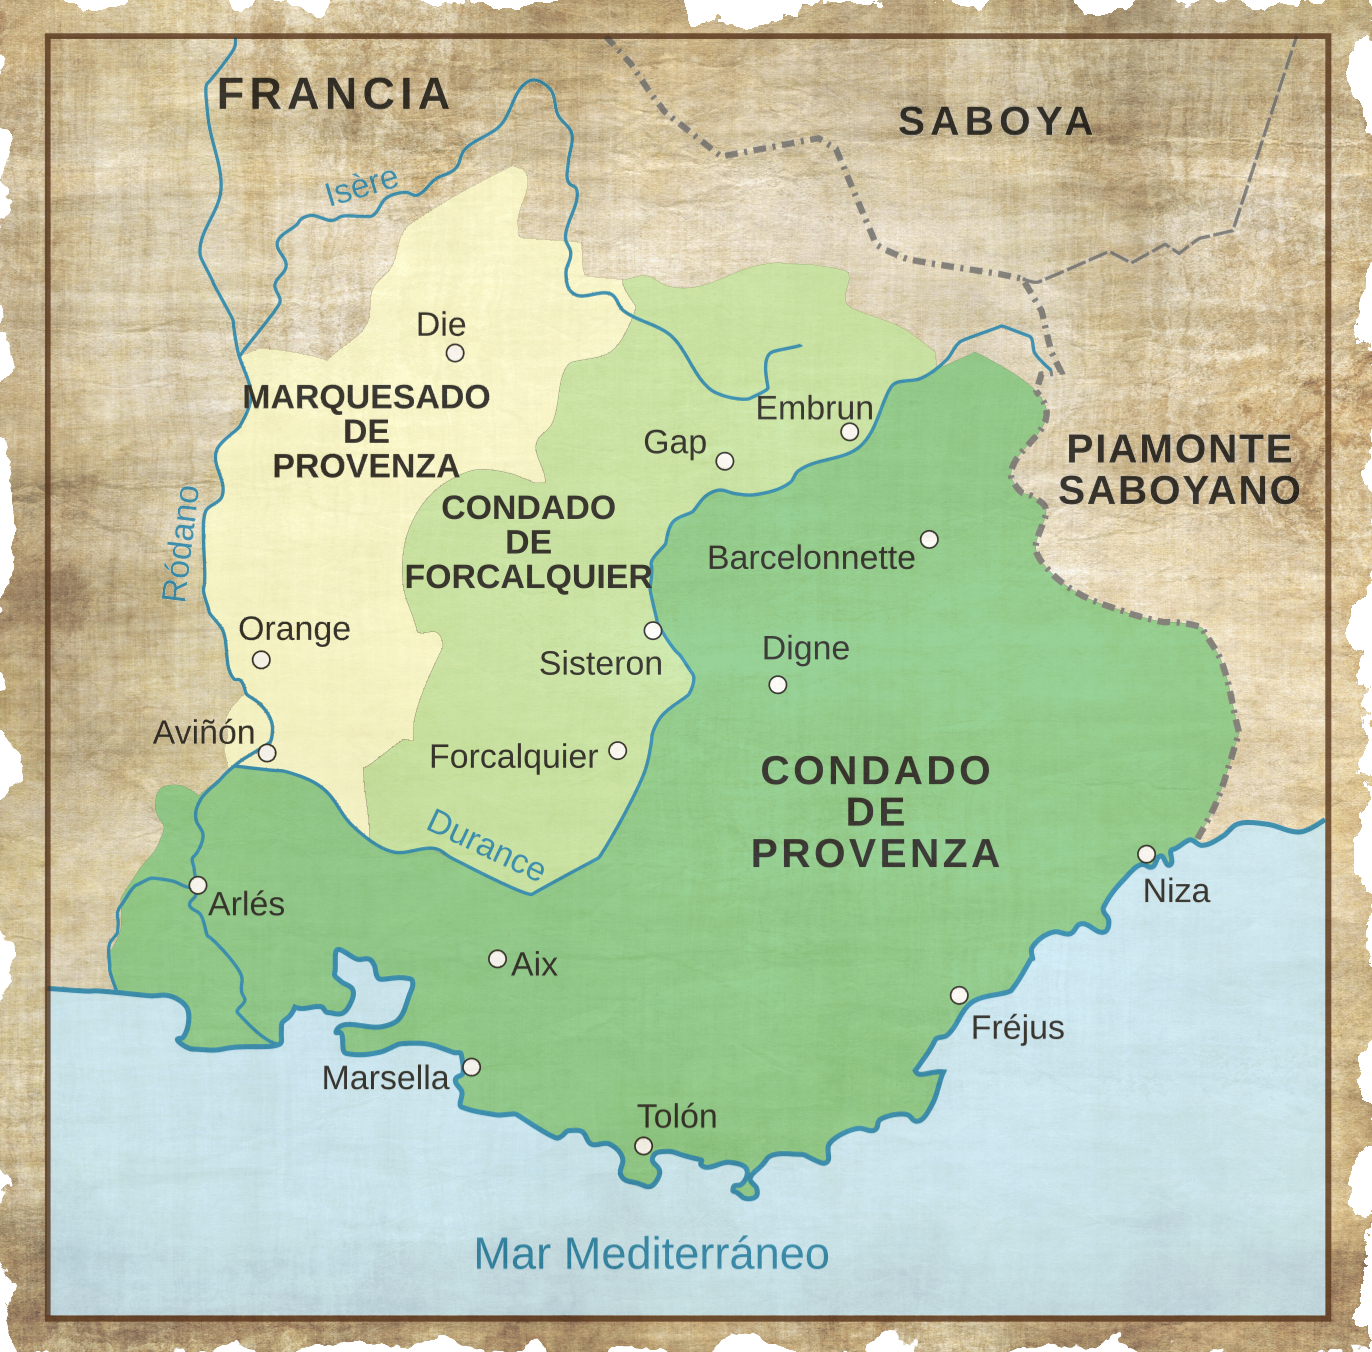 FRANCIA
SABOYA
Isère
Die
MARQUESADO
DE
PROVENZA
Embrun
Gap
PIAMONTE
SABOYANO
CONDADO
DE
FORCALQUIER
Barcelonnette
Ródano
Orange
Sisteron
Digne
Aviñón
Forcalquier
CONDADO
DE
PROVENZA
Durance
Niza
Arlés
Aix
Fréjus
Marsella
Tolón
Mar Mediterráneo